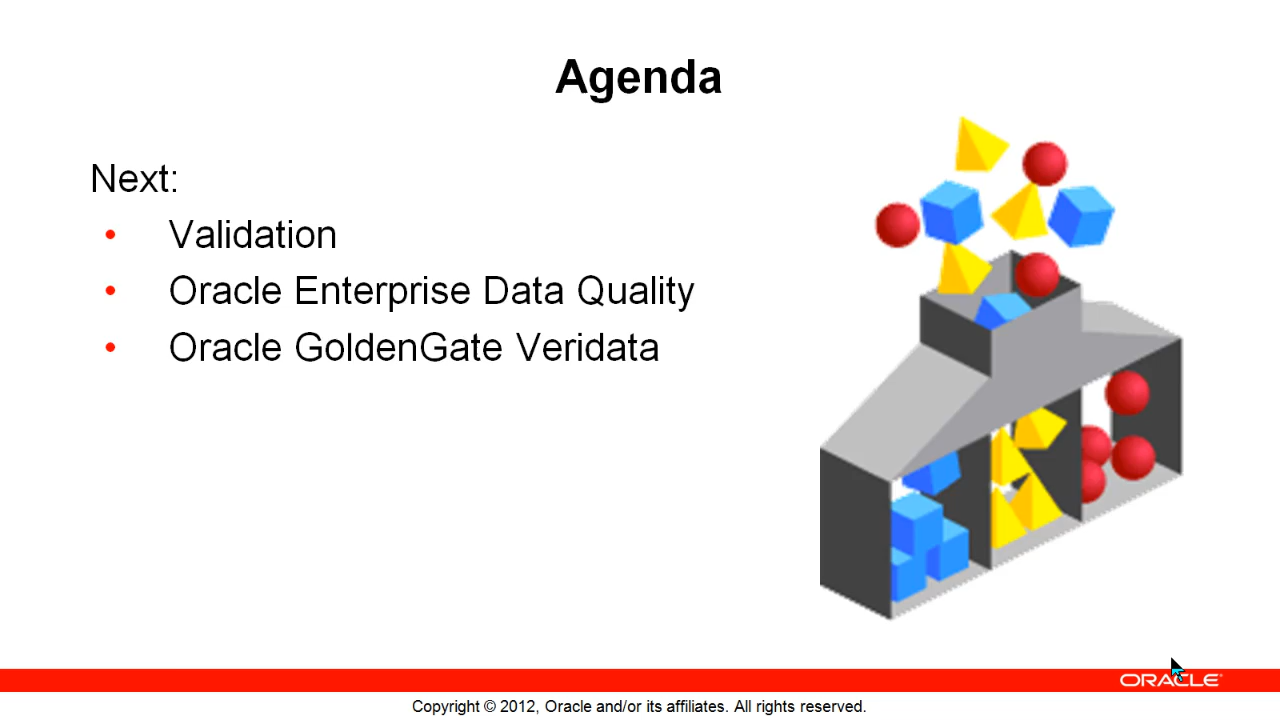 Agenda
Next:
• Validation
• Oracle Enterprise Data Quality
• Oracle GoldenGate Veridata
ORACLE
Copyright © 2012, Oracle and/or its affiliates. All rights reserved.